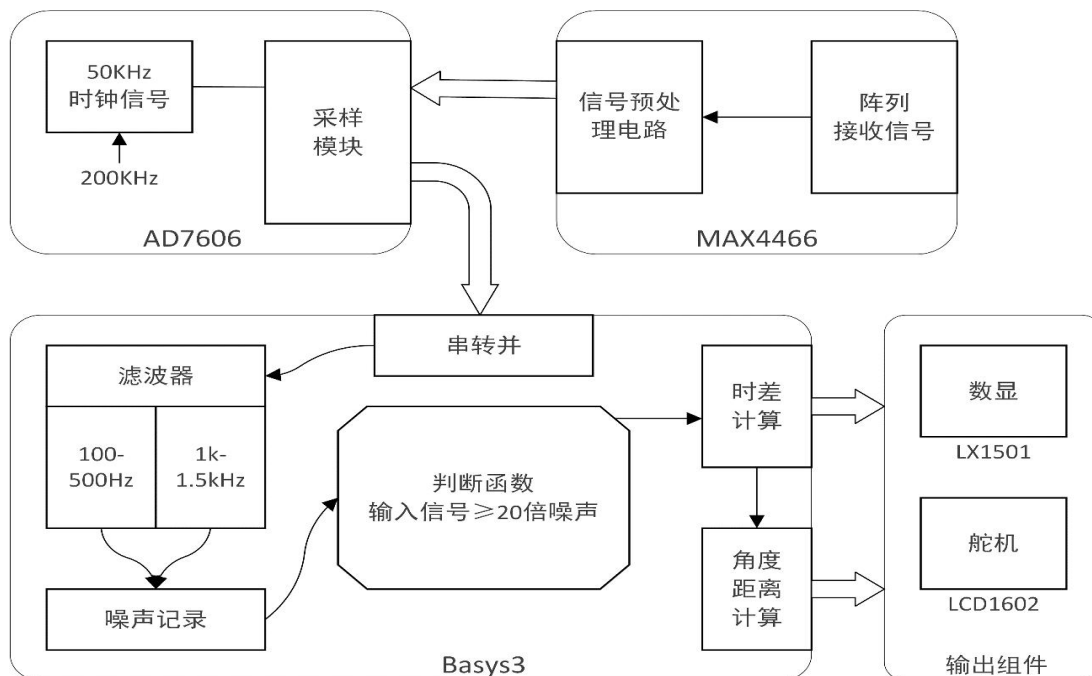 50KHz
时钟信号
200KHz
采样
模块
AD7606
信号预处
理电路
阵列
接收信号
MAX4466
串转并
滤波器
100-
500Hz
1k-
1.5kHz
噪声记录
判断函数
输入信号≥20倍噪声
时差
计算
角度
距离
计算
Basys3
数显
LX1501
舵机
LCD1602
输出组件